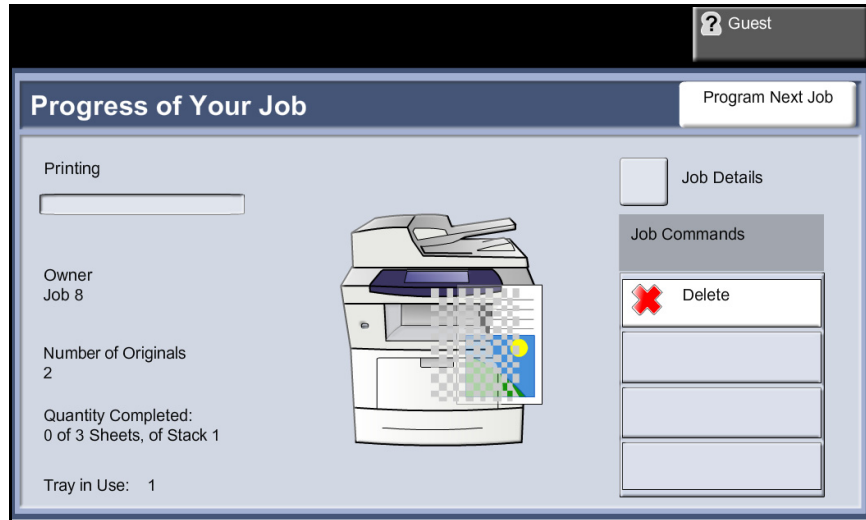 Guest
Progress of Your Job
Program Next Job
Printing
Job Details
Job Commands
Owner
Job 8
Delete
Number of Originals
2
Quantity Completed:
0 of 3 Sheets, of Stack 1
Tray in Use: 1